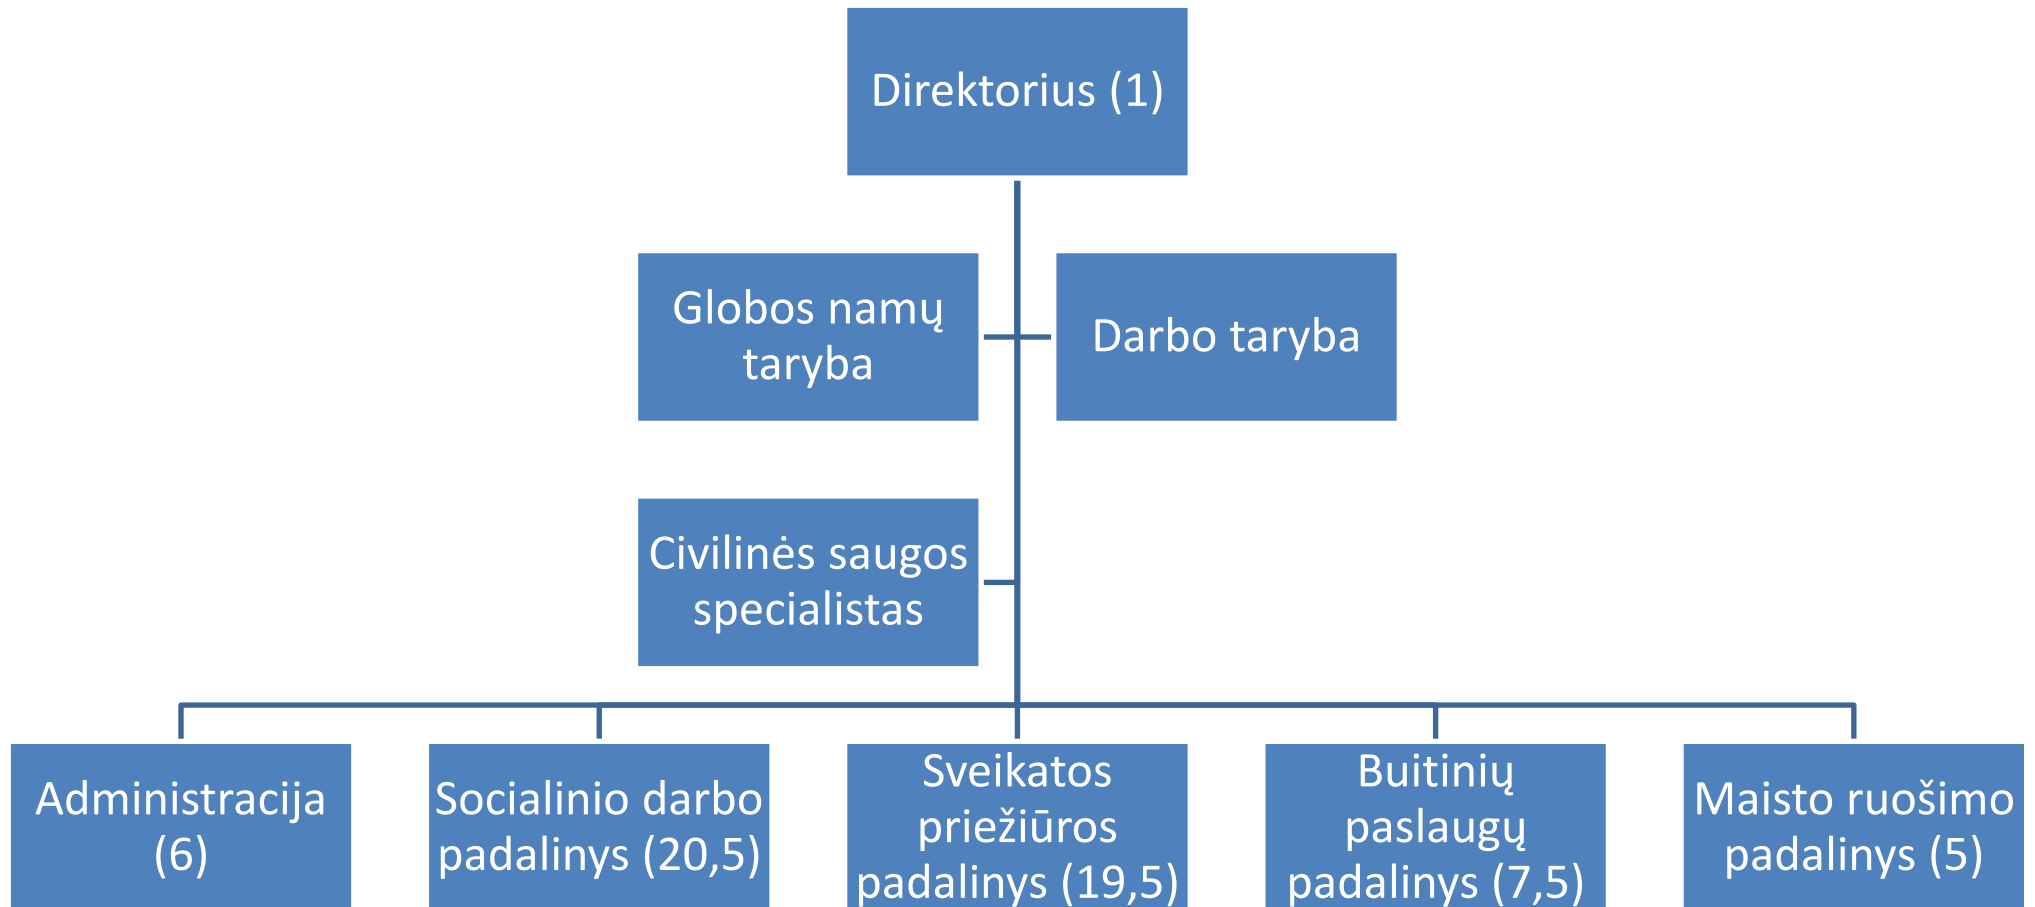 Direktorius (1)
Globos namų
taryba
Darbo taryba
Civilinės saugos
specialistas
Administracija
(6)
Socialinio darbo
padalinys (20,5)
Sveikatos
priežiūros
padalinys (19,5)
Buitinių
paslaugų
padalinys (7,5)
Maisto ruošimo
padalinys (5)